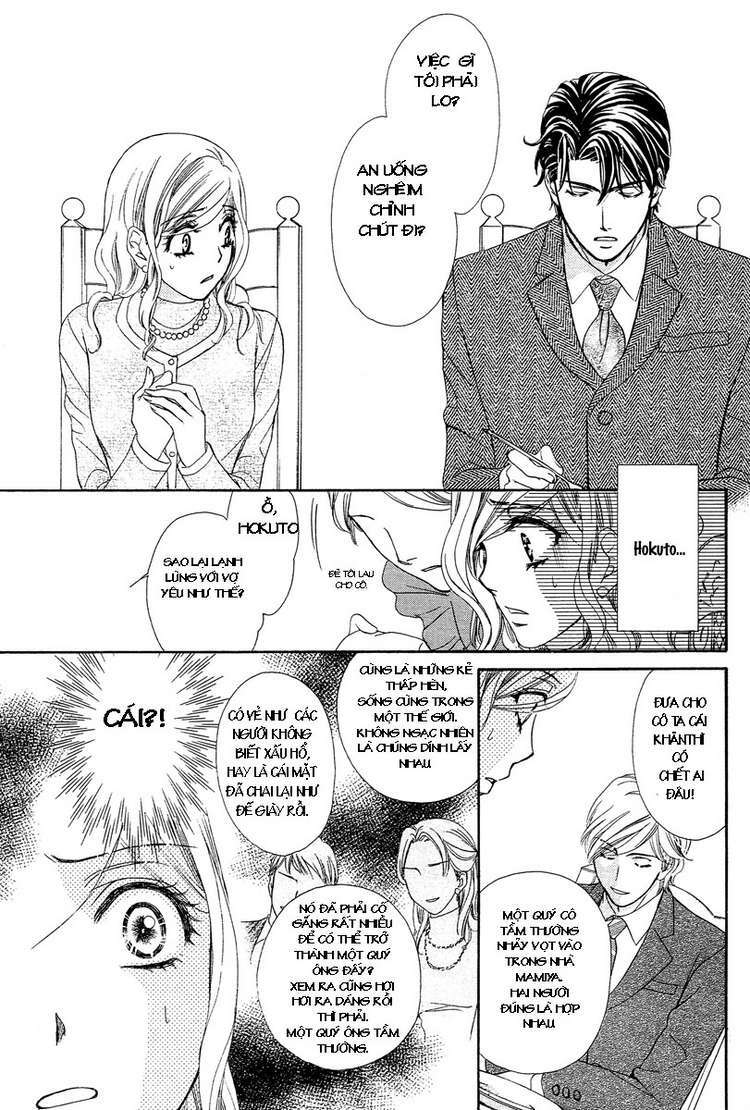 VIỆC GÌ
TÔI PHẢI
LO?
AN UỐNG
NGHÊIM
CHỈNH
CHÚT ĐI?
Hokuto...
ĐỂ TÔI LAU
CHO CÔ.
Ồ,
HOKUTO
SAO LẠI LẠNH
LÙNG VỚI VỢ
YÊU NHƯ THẾ?
ĐƯA CHO
CÔ TA CÁI
KHĂNTHÌ
CÓ
CHẾT AI
ĐÂU!
MỘT QUÝ CÔ
TẦM THƯỜNG
NHẢY VỌT VÀO
TRONG NHÀ
MAMIYA.
HAI NGƯỜI
ĐÚNG LÀ HỢP
NHAU.
CÙNG LÀ NHỮNG KẺ
THẤP HÈN,
SỐNG CÙNG TRONG
MỘT THẾ GIỚI.
KHÔNG NGẠC NHIÊN
LÀ CHÚNG DÍNH LẤY
NHAU.
CÓ VẺ NHƯ CÁC
NGƯỜI KHÔNG
BIẾT XẤU HỔ,
HAY LÀ CÁI MẶT
ĐÃ CHAI LẠI NHƯ
ĐẾ GIÀY RỒI.
NÓ ĐÃ PHẢI CỐ
GẮNG RẤT NHIỀU
ĐỂ CÓ THỂ TRỞ
THÀNH MỘT QUÝ
ÔNG ĐẤY?
XEM RA CŨNG HƠI
HƠI RA DÁNG RỒI
THÌ PHẢI.
MỘT QUÝ ÔNG TẦM
THƯỜNG.
CÁI?!